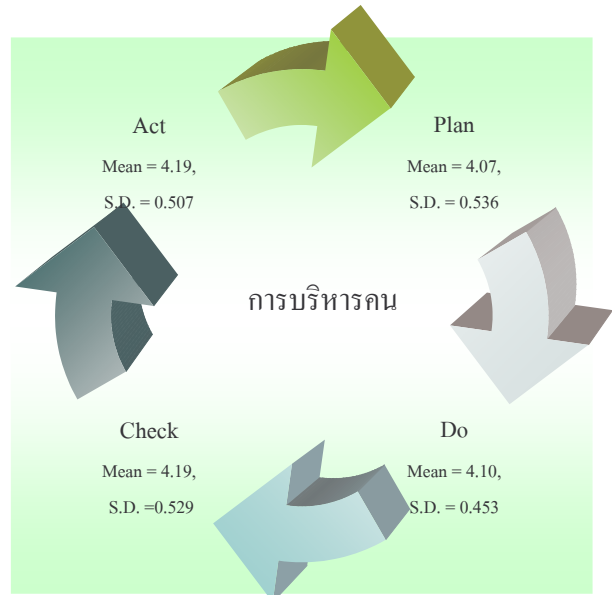 Act
Mean = 4.19,
S.D. = 0.507
Plan
Mean = 4.07,
S.D. = 0.536
การบริหารคน
Check
Mean = 4.19,
S.D. =0.529
Do
Mean = 4.10,
S.D. = 0.453